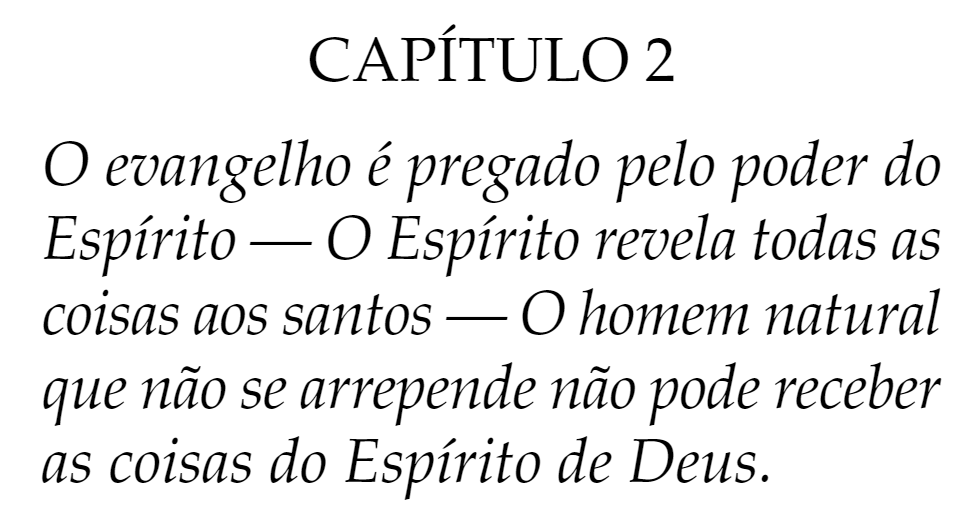 CAPÍTULO 2
O evangelho é pregado pelo poder do
Espírito — O Espírito revela todas as
coisas aos santos — O homem natural
que não se arrepende não pode receber
as coisas do Espírito de Deus.